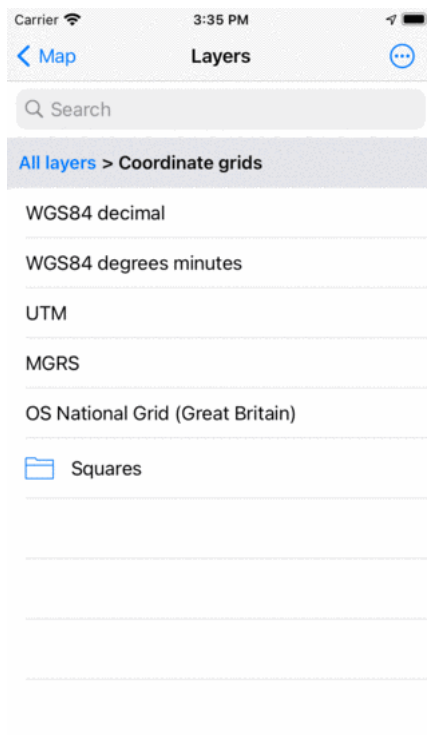 Carrier 3:35 PM
Map Layers
Search
All layers > Coordinate grids
WGS84 decimal
WGS84 degrees minutes
UTM
MGRS
OS National Grid (Great Britain)
Squares